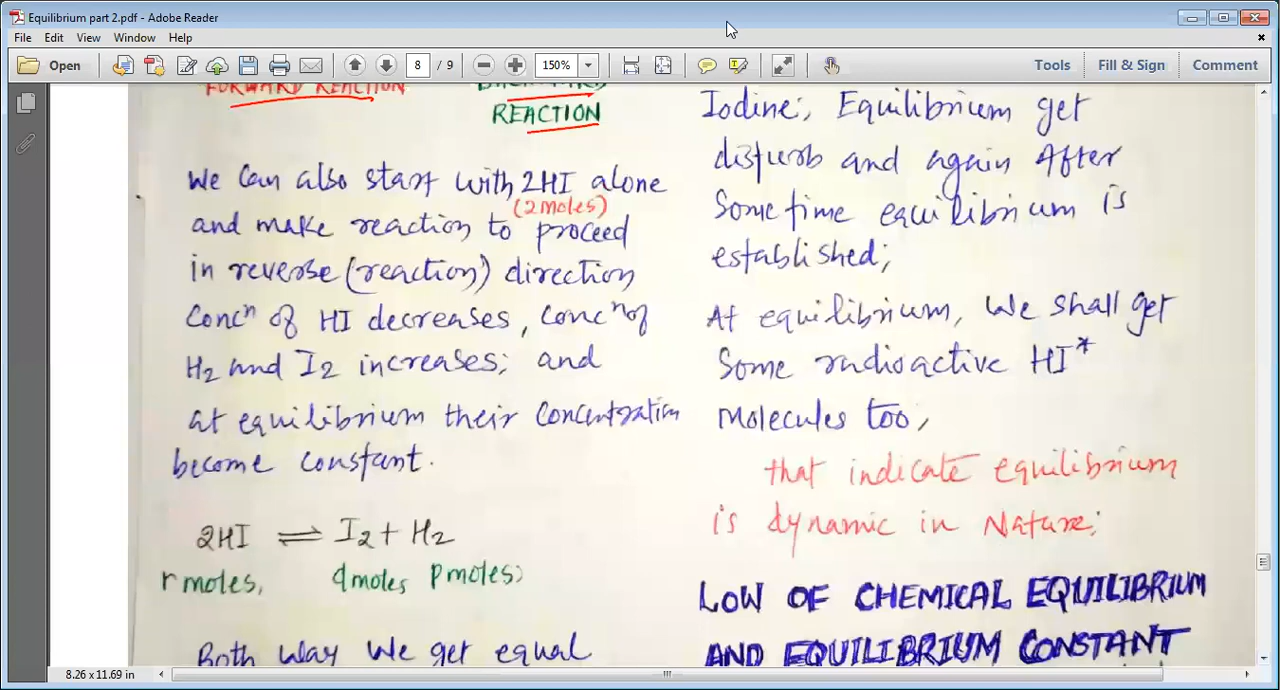 Equilibrium part 2.pdf - Adobe Reader
File Edit View Window Help
Open 8 / 9 150% Tools Fill & Sign Comment
FORWARD REACTION
REACTION
We can also start with 2HI alone
(2 moles)
and make reaction to proceed
in reverse (reaction) direction
Concⁿ of HI decreases, concⁿ of
H₂ and I₂ increases; and
at equilibrium their concentration
become constant.
2HI ⇌ I₂ + H₂
r moles, q moles p moles;
Both way we get equal
Iodine; Equilibrium get
disturb and again After
Some time equilibrium is
established;
At equilibrium, We shall get
Some radioactive HI*
Molecules too,
that indicate equilibrium
is dynamic in Nature;
LOW OF CHEMICAL EQUILIBRIUM
AND EQUILIBRIUM CONSTANT
8.26 x 11.69 in